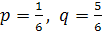 p = 1/6, q = 5/6